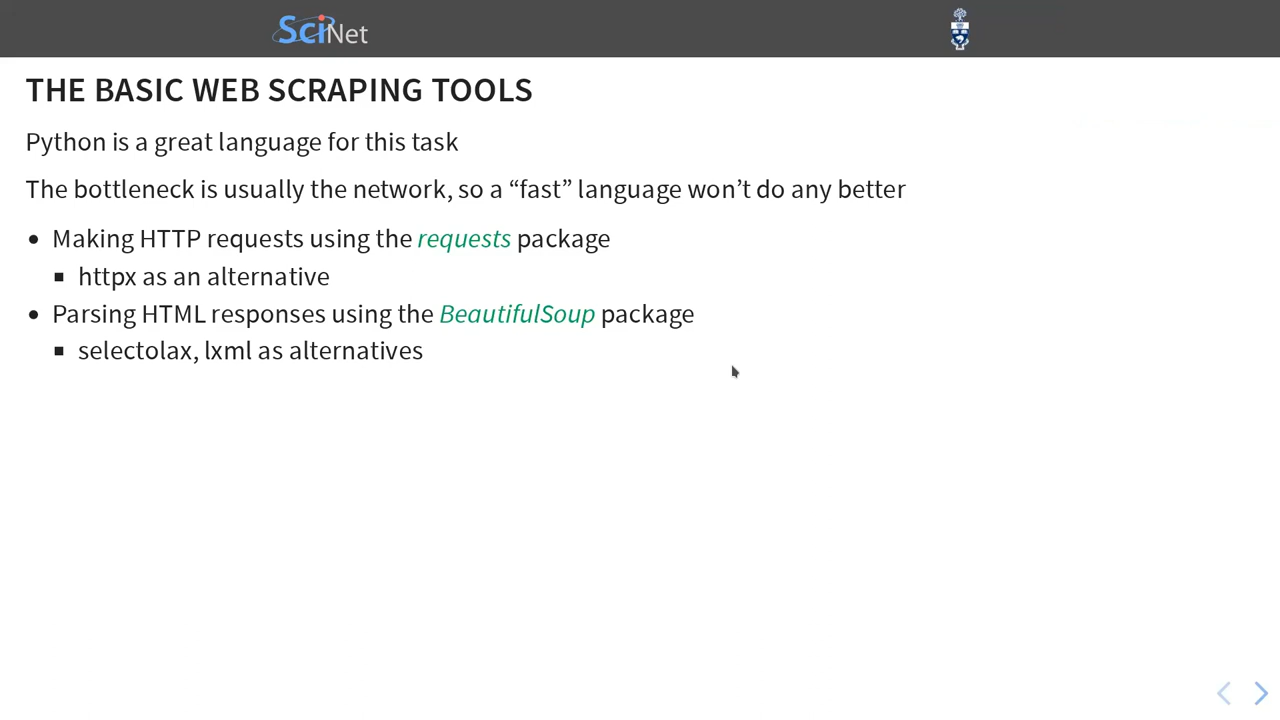 SciNet
THE BASIC WEB SCRAPING TOOLS
Python is a great language for this task
The bottleneck is usually the network, so a “fast” language won’t do any better
• Making HTTP requests using the requests package
▪ httpx as an alternative
• Parsing HTML responses using the BeautifulSoup package
▪ selectolax, lxml as alternatives